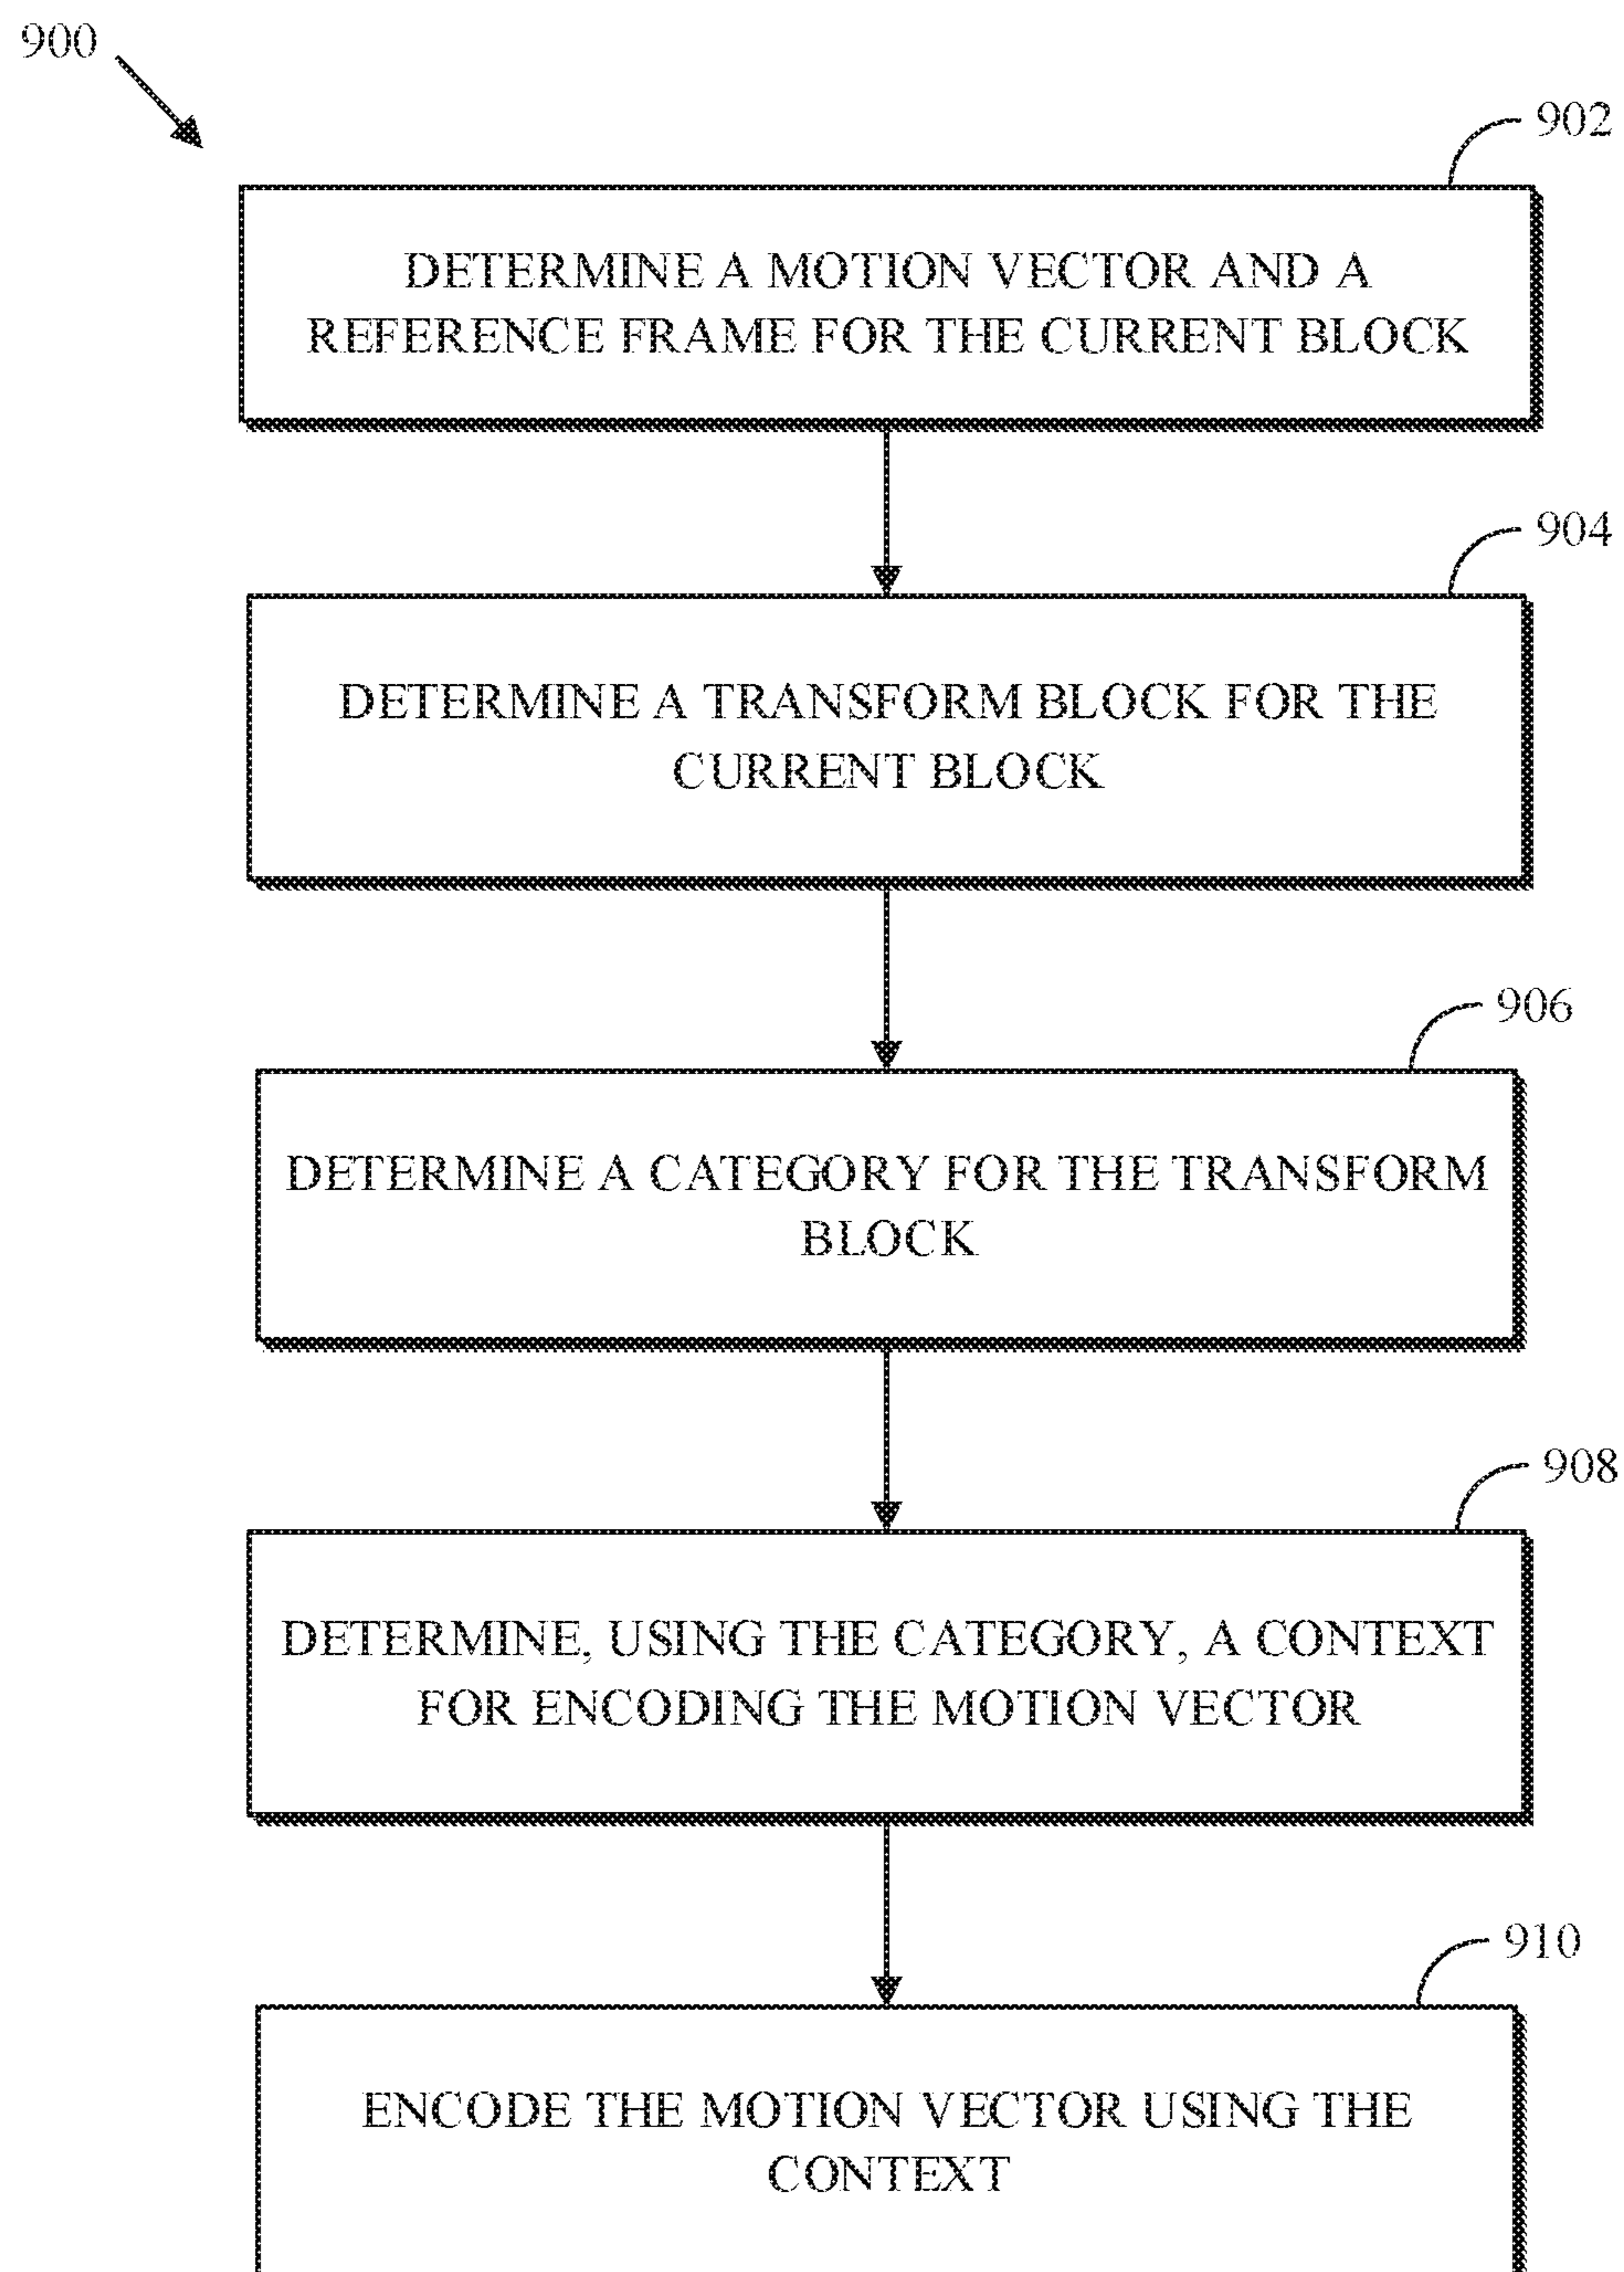 900
902
DETERMINE A MOTION VECTOR AND A
REFERENCE FRAME FOR THE CURRENT BLOCK
904
DETERMINE A TRANSFORM BLOCK FOR THE
CURRENT BLOCK
906
DETERMINE A CATEGORY FOR THE TRANSFORM
BLOCK
908
DETERMINE, USING THE CATEGORY, A CONTEXT
FOR ENCODING THE MOTION VECTOR
910
ENCODE THE MOTION VECTOR USING THE
CONTEXT